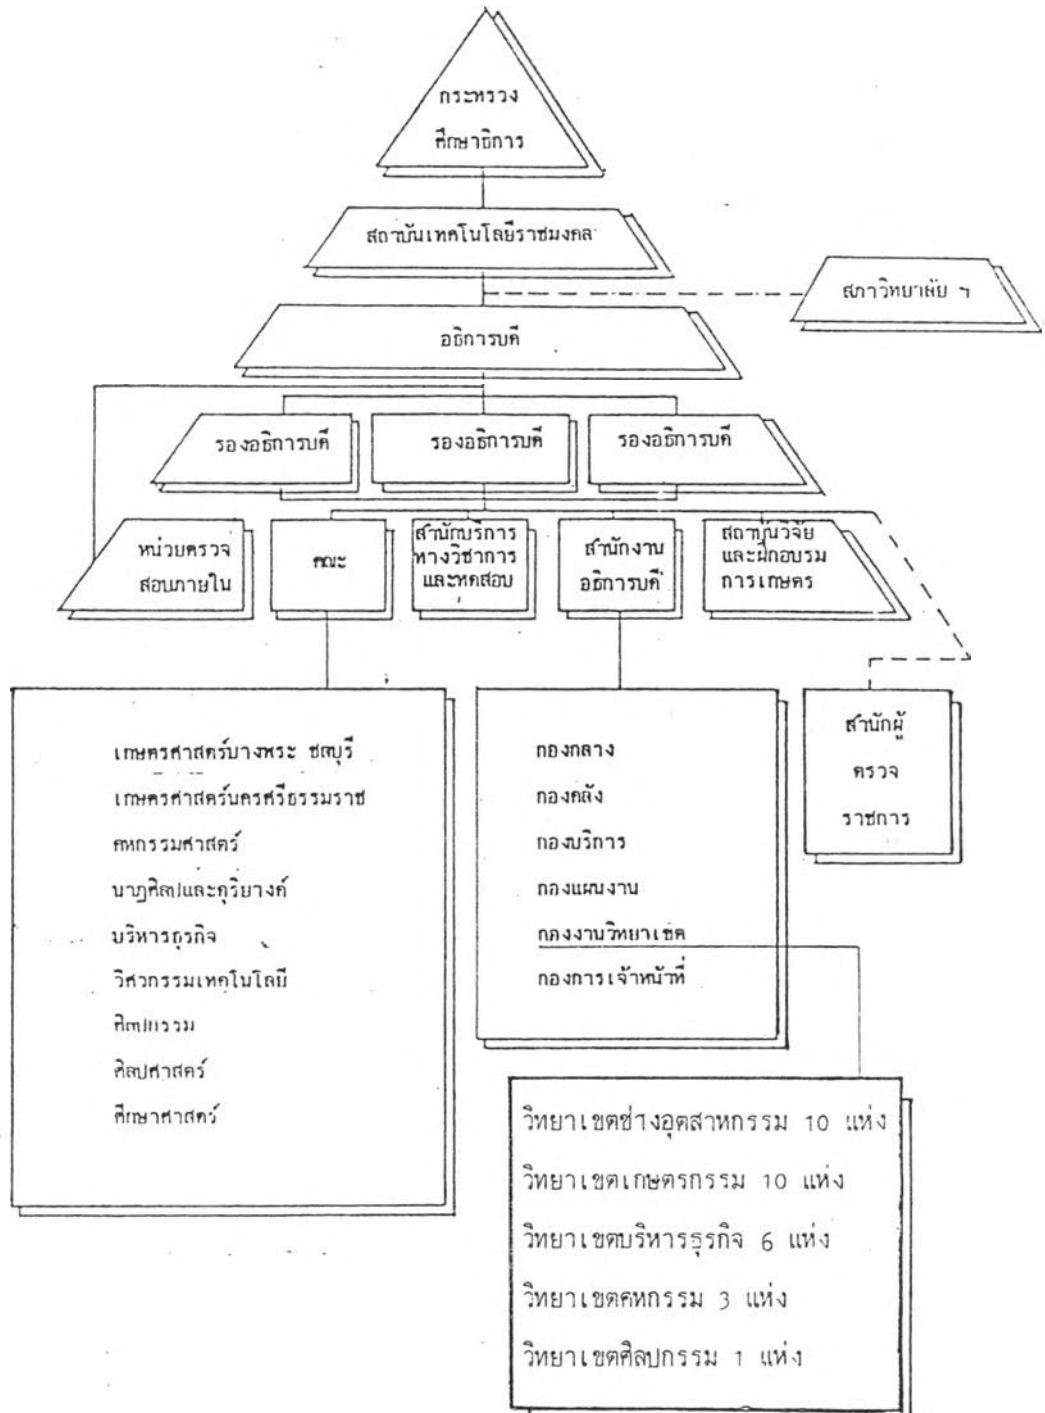 กระทรวง
ศึกษาธิการ
สถาบันเทคโนโลยีราชมงคล
สภาวิทยาลัย ฯ
อธิการบดี
รองอธิการบดี
รองอธิการบดี
รองอธิการบดี
หน่วยตรวจ
สอบภายใน
คณะ
สำนักบริการ
ทางวิชาการ
และทดสอบ
สำนักงาน
อธิการบดี
สถาบันวิจัย
และฝึกอบรม
การเกษตร
เกษตรศาสตร์บางพระ ชลบุรี
เกษตรศาสตร์นครศรีธรรมราช
คหกรรมศาสตร์
นาฏศิลปและดุริยางค์
บริหารธุรกิจ
วิศวกรรมเทคโนโลยี
ศิลปกรรม
ศิลปศาสตร์
ศึกษาศาสตร์
กองกลาง
กองคลัง
กองบริการ
กองแผนงาน
กองงานวิทยาเขต
กองการเจ้าหน้าที่
สำนักผู้
ตรวจ
ราชการ
วิทยาเขตช่างอุตสาหกรรม 10 แห่ง
วิทยาเขตเกษตรกรรม 10 แห่ง
วิทยาเขตบริหารธุรกิจ 6 แห่ง
วิทยาเขตคหกรรม 3 แห่ง
วิทยาเขตศิลปกรรม 1 แห่ง